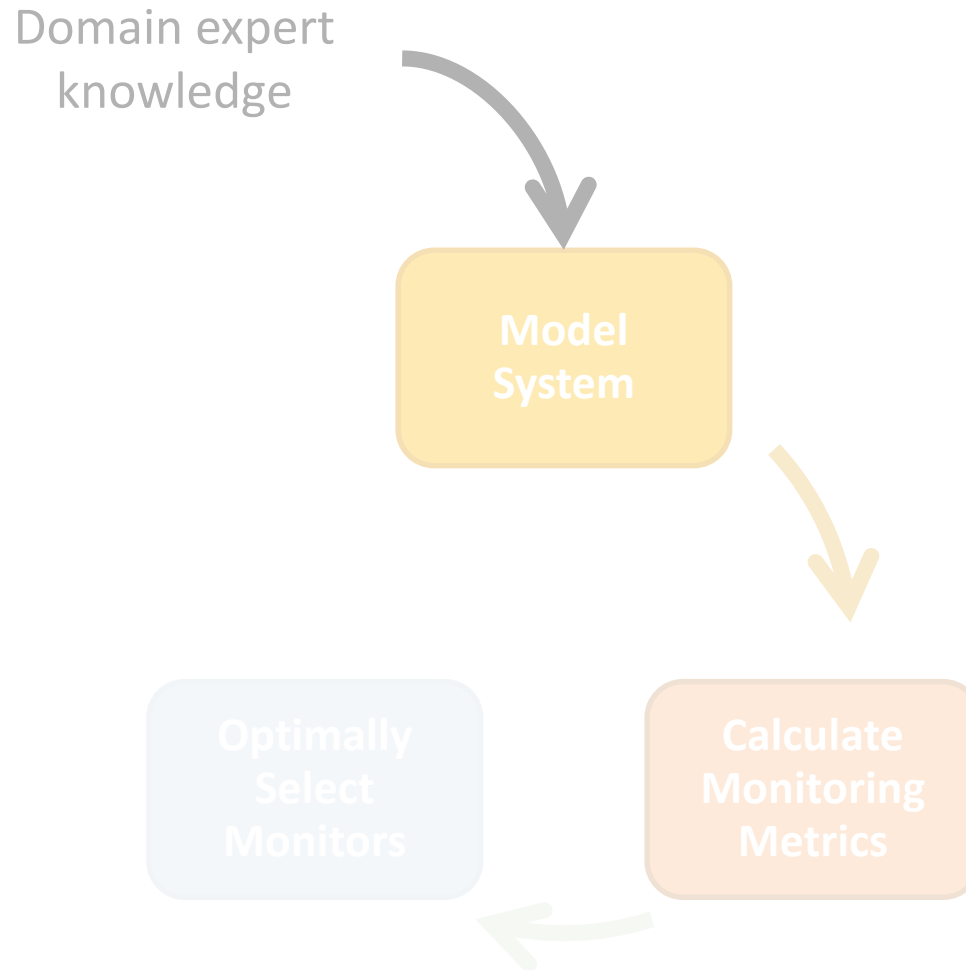 Domain expert
knowledge
Model
System
Optimally
Select
Monitors
Calculate
Monitoring
Metrics